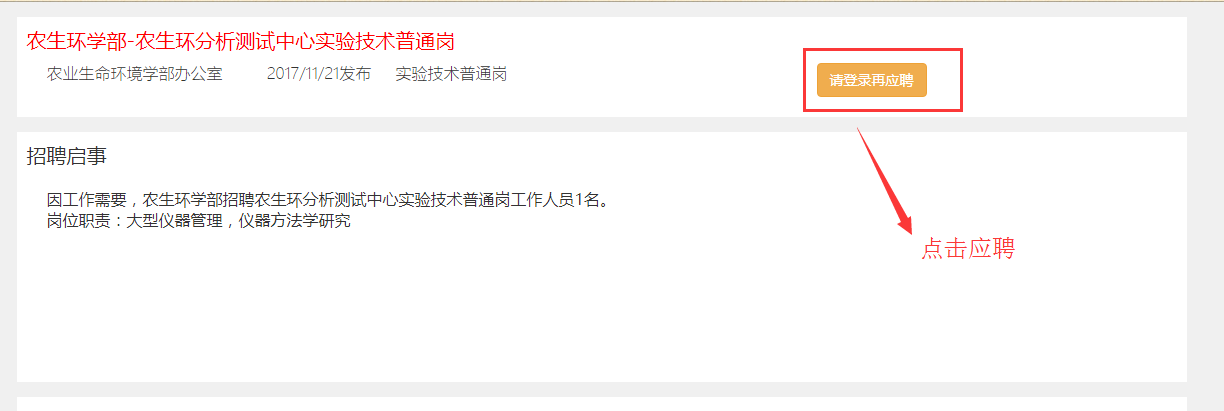 农生环学部-农生环分析测试中心实验技术普通岗
农业生命环境学部办公室 2017/11/21发布 实验技术普通岗
请登录再应聘
招聘启事
因工作需要，农生环学部招聘农生环分析测试中心实验技术普通岗工作人员1名。
岗位职责：大型仪器管理，仪器方法学研究
点击应聘